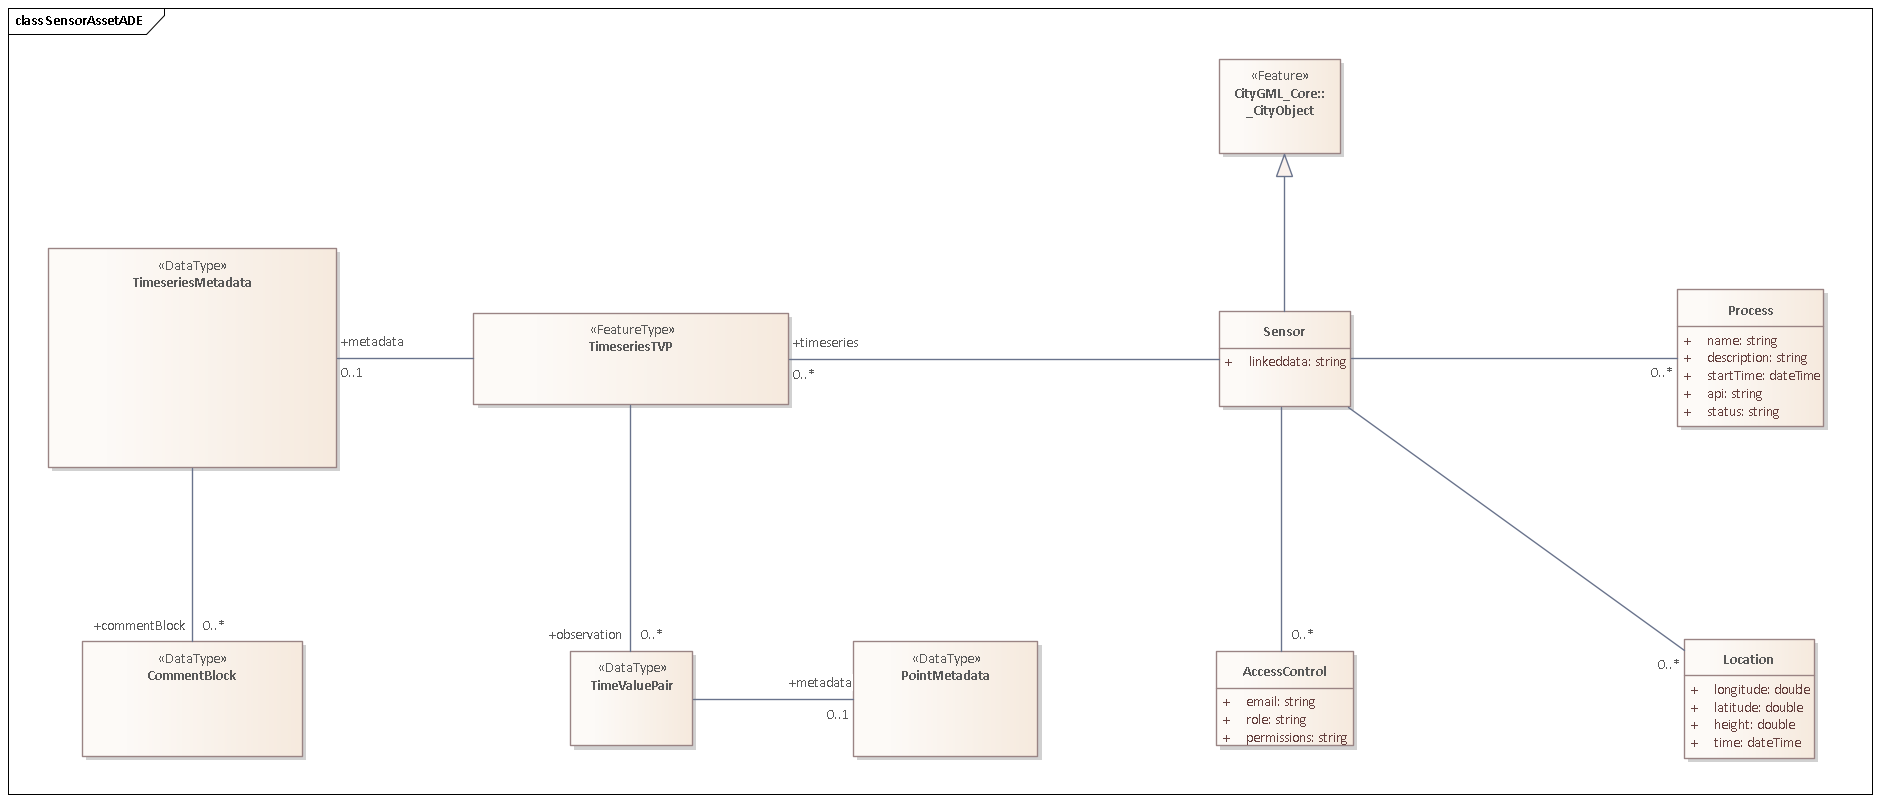 class SensorAssetADE
«Feature»
CityGML_Core::
_CityObject
«DataType»
TimeseriesMetadata
+metadata
0..1
«FeatureType»
TimeseriesTVP
+timeseries
0..*
Sensor
+ linkeddata: string
0..*
Process
+ name: string
+ description: string
+ startTime: dateTime
+ api: string
+ status: string
+commentBlock 0..*
«DataType»
CommentBlock
+observation 0..*
«DataType»
TimeValuePair
+metadata
0..1
«DataType»
PointMetadata
0..*
AccessControl
+ email: string
+ role: string
+ permissions: string
0..*
Location
+ longitude: double
+ latitude: double
+ height: double
+ time: dateTime